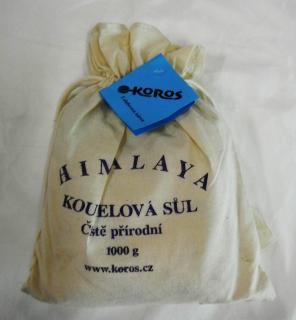 KOROS
HIMLAYA
KOUELOVÁ SŮL
Čstě přírodní
1000 g
www.koros.cz